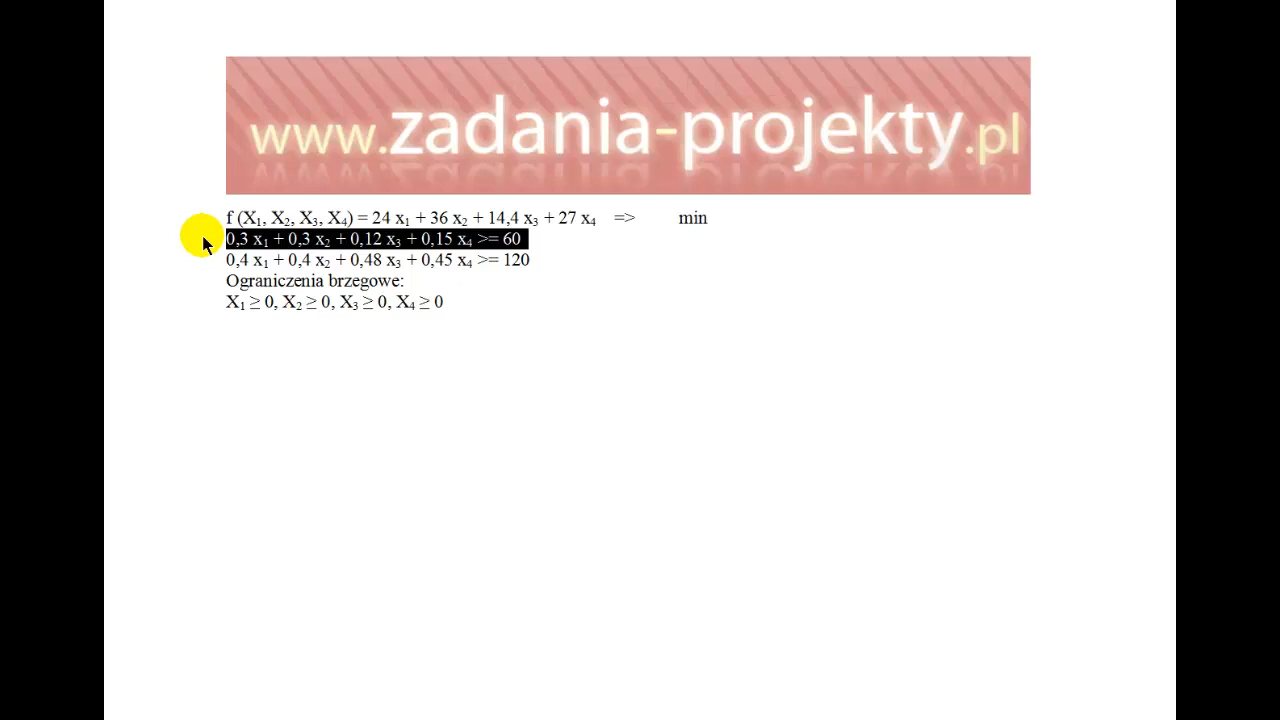 www.zadania-projekty.pl
f (X₁, X₂, X₃, X₄) = 24 x₁ + 36 x₂ + 14,4 x₃ + 27 x₄ => min
0,3 x₁ + 0,3 x₂ + 0,12 x₃ + 0,15 x₄ >= 60
0,4 x₁ + 0,4 x₂ + 0,48 x₃ + 0,45 x₄ >= 120
Ograniczenia brzegowe:
X₁ ≥ 0, X₂ ≥ 0, X₃ ≥ 0, X₄ ≥ 0